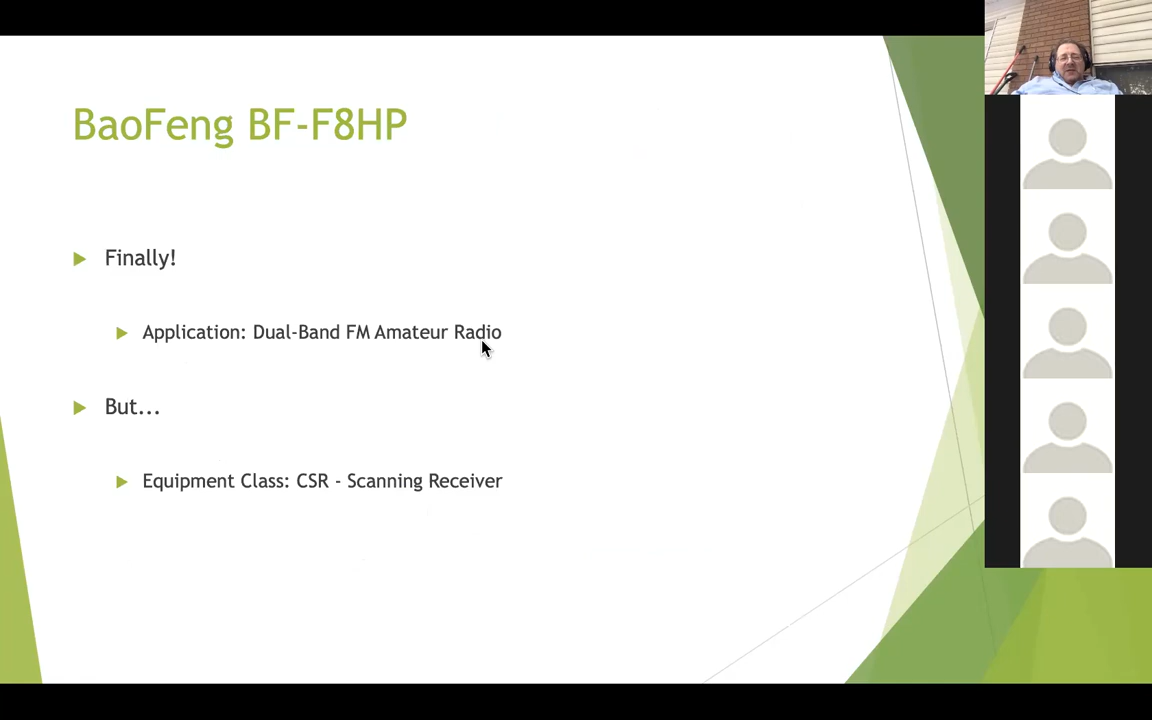 BaoFeng BF-F8HP
Finally!
Application: Dual-Band FM Amateur Radio
But...
Equipment Class: CSR - Scanning Receiver